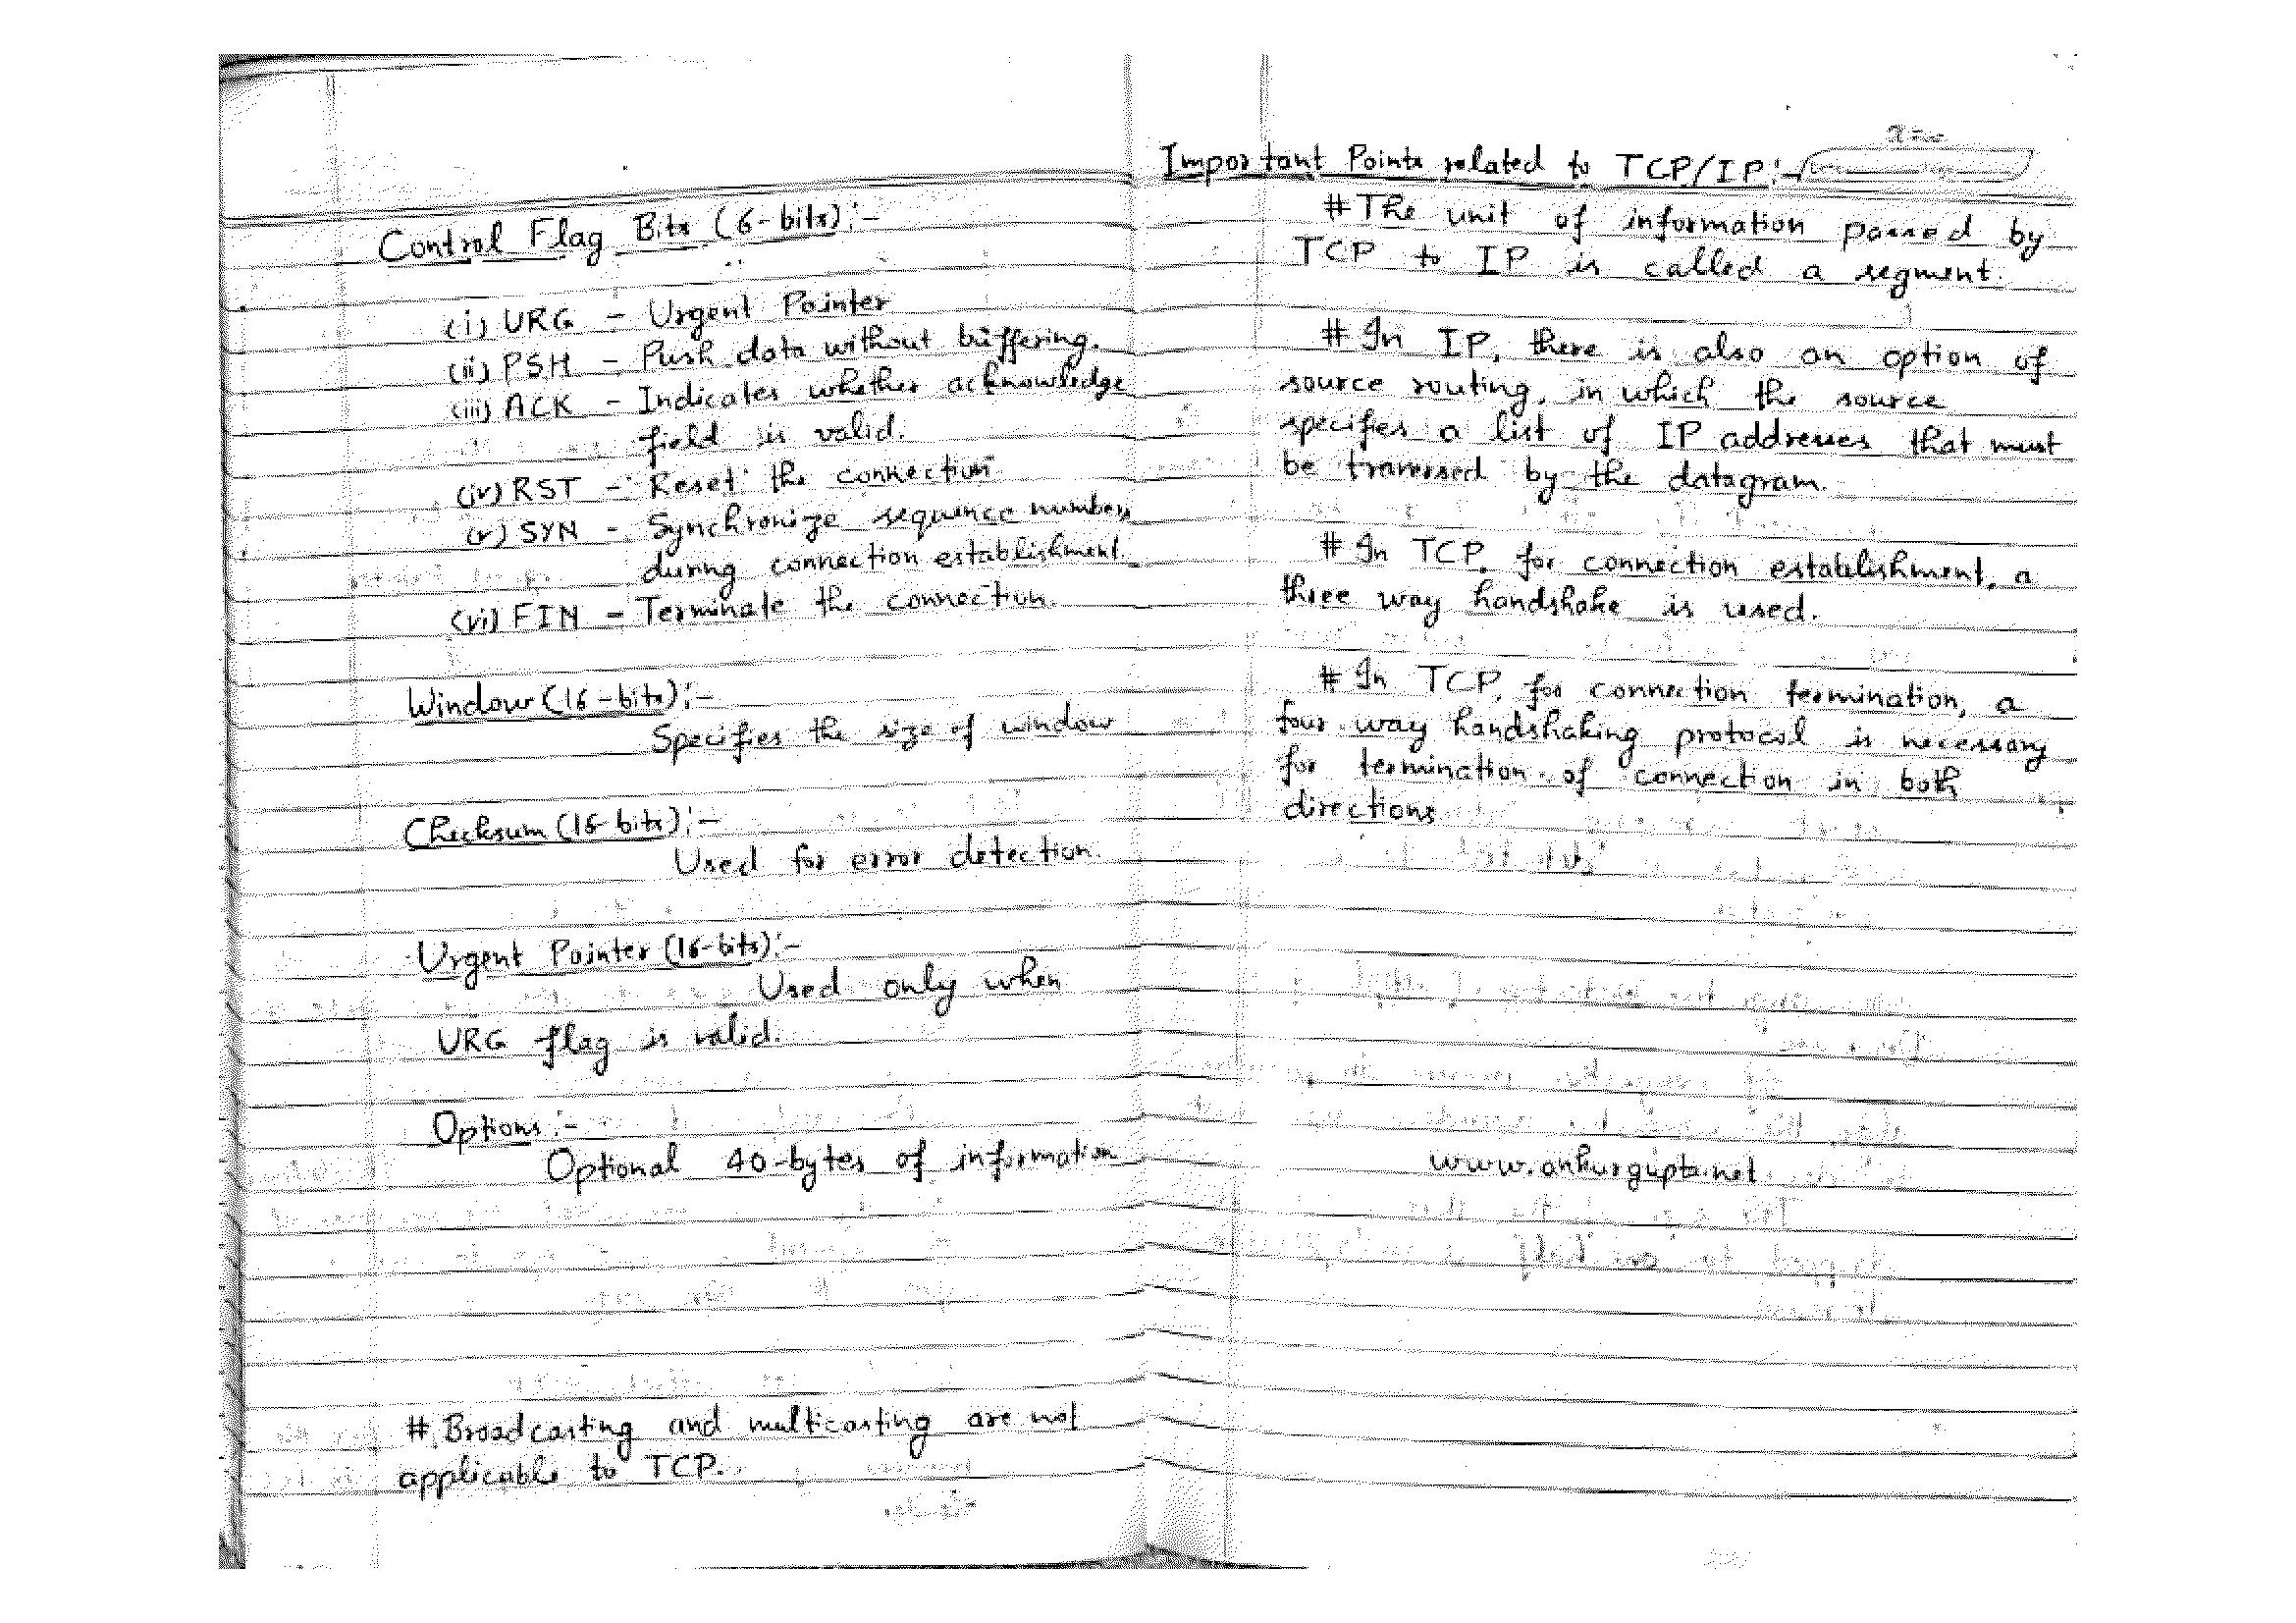 Control Flag Bits (6-bits):-
(i) URG - Urgent Pointer
(ii) PSH - Push data without buffering.
(iii) ACK - Indicates whether acknowledge
field is valid.
(iv) RST - Reset the connection
(v) SYN - Synchronize sequence numbers
during connection establishment.
(vi) FIN - Terminate the connection.
Window (16-bits):-
Specifies the size of window
Checksum (16-bits):-
Used for error detection.
Urgent Pointer (16-bits):-
Used only when
URG flag is valid.
Options:-
Optional 40-bytes of information
# Broadcasting and multicasting are not
applicable to TCP.
Important Points related to TCP/IP:-
# The unit of information passed by
TCP to IP is called a segment.
# In IP, there is also an option of
source routing, in which the source
specifies a list of IP addresses that must
be traversed by the datagram.
# In TCP, for connection establishment, a
three way handshake is used.
# In TCP, for connection termination, a
four way handshaking protocol is necessary
for termination of connection in both
directions
www.ankurgupta.net